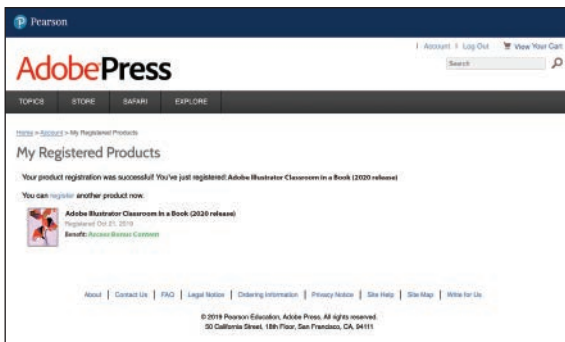 Pearson
Account | Log Out View Your Cart
AdobePress
Search
TOPICS STORE SAFARI EXPLORE
Home > Account > My Registered Products
My Registered Products
Your product registration was successful! You've just registered: Adobe Illustrator Classroom in a Book (2020 release)
You can register another product now.
Adobe Illustrator Classroom in a Book (2020 release)
Registered Oct 21, 2019
Benefit: Access Bonus Content
About | Contact Us | FAQ | Legal Notice | Ordering Information | Privacy Notice | Site Help | Site Map | Write for Us
© 2019 Pearson Education, Adobe Press. All rights reserved.
50 California Street, 18th Floor, San Francisco, CA, 94111